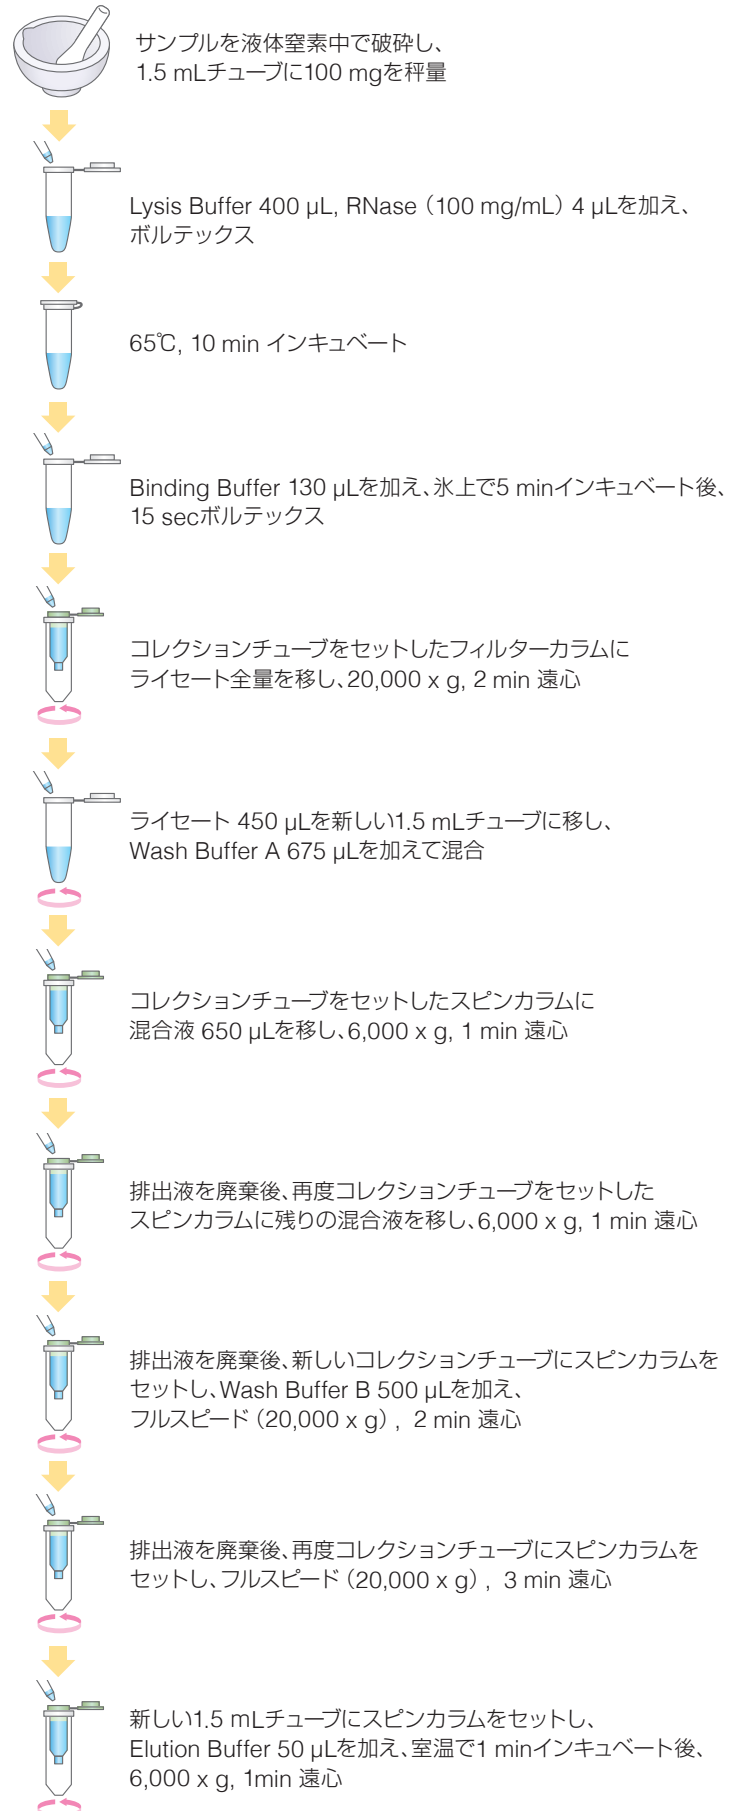 サンプルを液体窒素中で破砕し、
1.5 mLチューブに100 mgを秤量
Lysis Buffer 400 µL, RNase（100 mg/mL）4 µLを加え、
ボルテックス
65℃, 10 min インキュベート
Binding Buffer 130 µLを加え、氷上で5 minインキュベート後、
15 secボルテックス
コレクションチューブをセットしたフィルターカラムに
ライセート全量を移し、20,000 x g, 2 min 遠心
ライセート 450 µLを新しい1.5 mLチューブに移し、
Wash Buffer A 675 µLを加えて混合
コレクションチューブをセットしたスピンカラムに
混合液 650 µLを移し、6,000 x g, 1 min 遠心
排出液を廃棄後、再度コレクションチューブをセットした
スピンカラムに残りの混合液を移し、6,000 x g, 1 min 遠心
排出液を廃棄後、新しいコレクションチューブにスピンカラムを
セットし、Wash Buffer B 500 µLを加え、
フルスピード（20,000 x g）, 2 min 遠心
排出液を廃棄後、再度コレクションチューブにスピンカラムを
セットし、フルスピード（20,000 x g）, 3 min 遠心
新しい1.5 mLチューブにスピンカラムをセットし、
Elution Buffer 50 µLを加え、室温で1 minインキュベート後、
6,000 x g, 1min 遠心